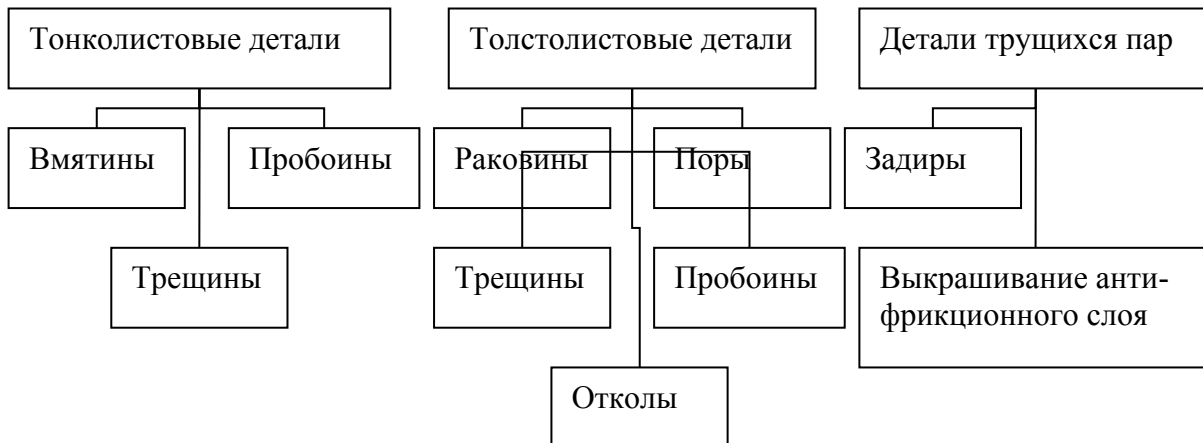 Тонколистовые детали
Толстолистовые детали
Детали трущихся пар
Вмятины
Пробоины
Раковины
Поры
Задиры
Трещины
Трещины
Пробоины
Выкрашивание анти-
фрикционного слоя
Отколы